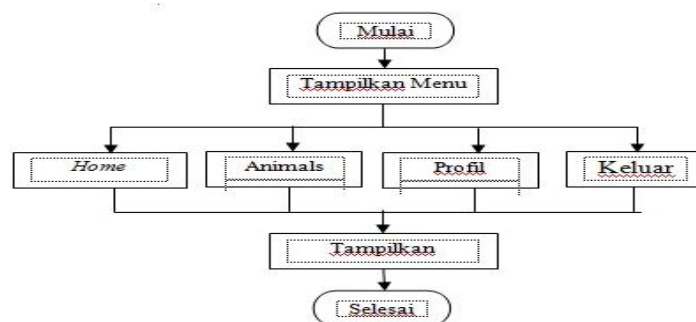 Mulai
Tampilkan Menu
Home Animals Profil Keluar
Tampilkan
Selesai